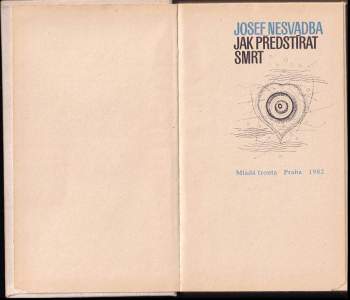 JOSEF NESVADBA
JAK PŘEDSTÍRAT
SMRT
Mladá fronta Praha 1982